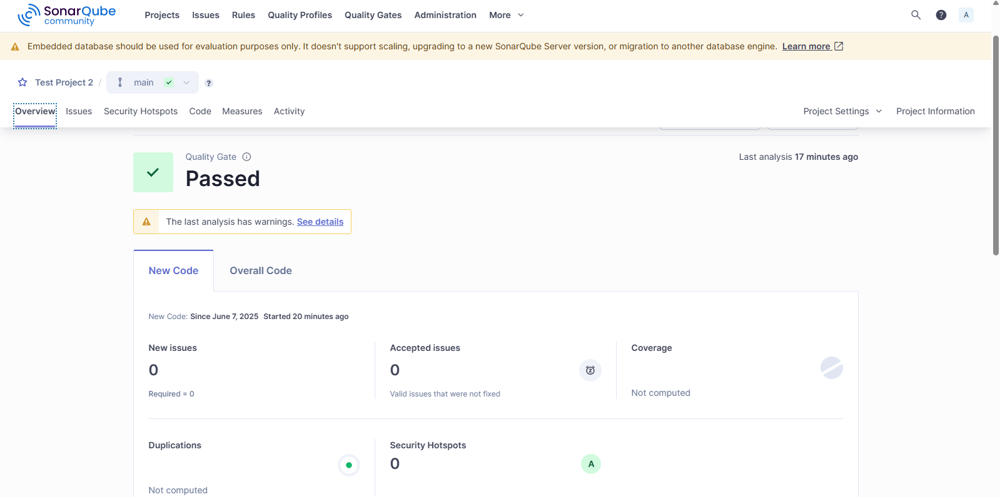 SonarQube
community
Projects Issues Rules Quality Profiles Quality Gates Administration More
? A
Embedded database should be used for evaluation purposes only. It doesn't support scaling, upgrading to a new SonarQube Server version, or migration to another database engine. Learn more
Test Project 2 / main ?
Overview Issues Security Hotspots Code Measures Activity Project Settings Project Information
Quality Gate
Last analysis 17 minutes ago
Passed
The last analysis has warnings. See details
New Code Overall Code
New Code: Since June 7, 2025 Started 20 minutes ago
New issues
0
Required = 0
Accepted issues
0
Valid issues that were not fixed
Coverage
Not computed
Duplications
Not computed
Security Hotspots
0
A